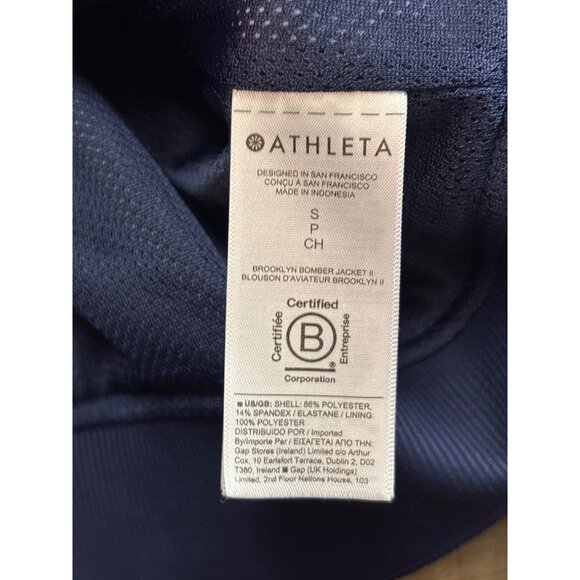 ATHLETA
DESIGNED IN SAN FRANCISCO
CONÇU À SAN FRANCISCO
MADE IN INDONESIA
S
P
CH
BROOKLYN BOMBER JACKET II
BLOUSON D'AVIATEUR BROOKLYN II
Certified
Certifiée
B
Entreprise
®
Corporation
■ US/GB: SHELL: 86% POLYESTER,
14% SPANDEX / ELASTANE / LINING:
100% POLYESTER
DISTRIBUIDO POR / Imported
By/Importe Par / ΕΙΣΑΓΕΤΑΙ ΑΠΟ ΤΗΝ:
Gap Stores (Ireland) Limited c/o Arthur
Cox, 10 Earlsfort Terrace, Dublin 2, D02
T380, Ireland ■ Gap (UK Holdings)
Limited, 2nd Floor Nations House, 103